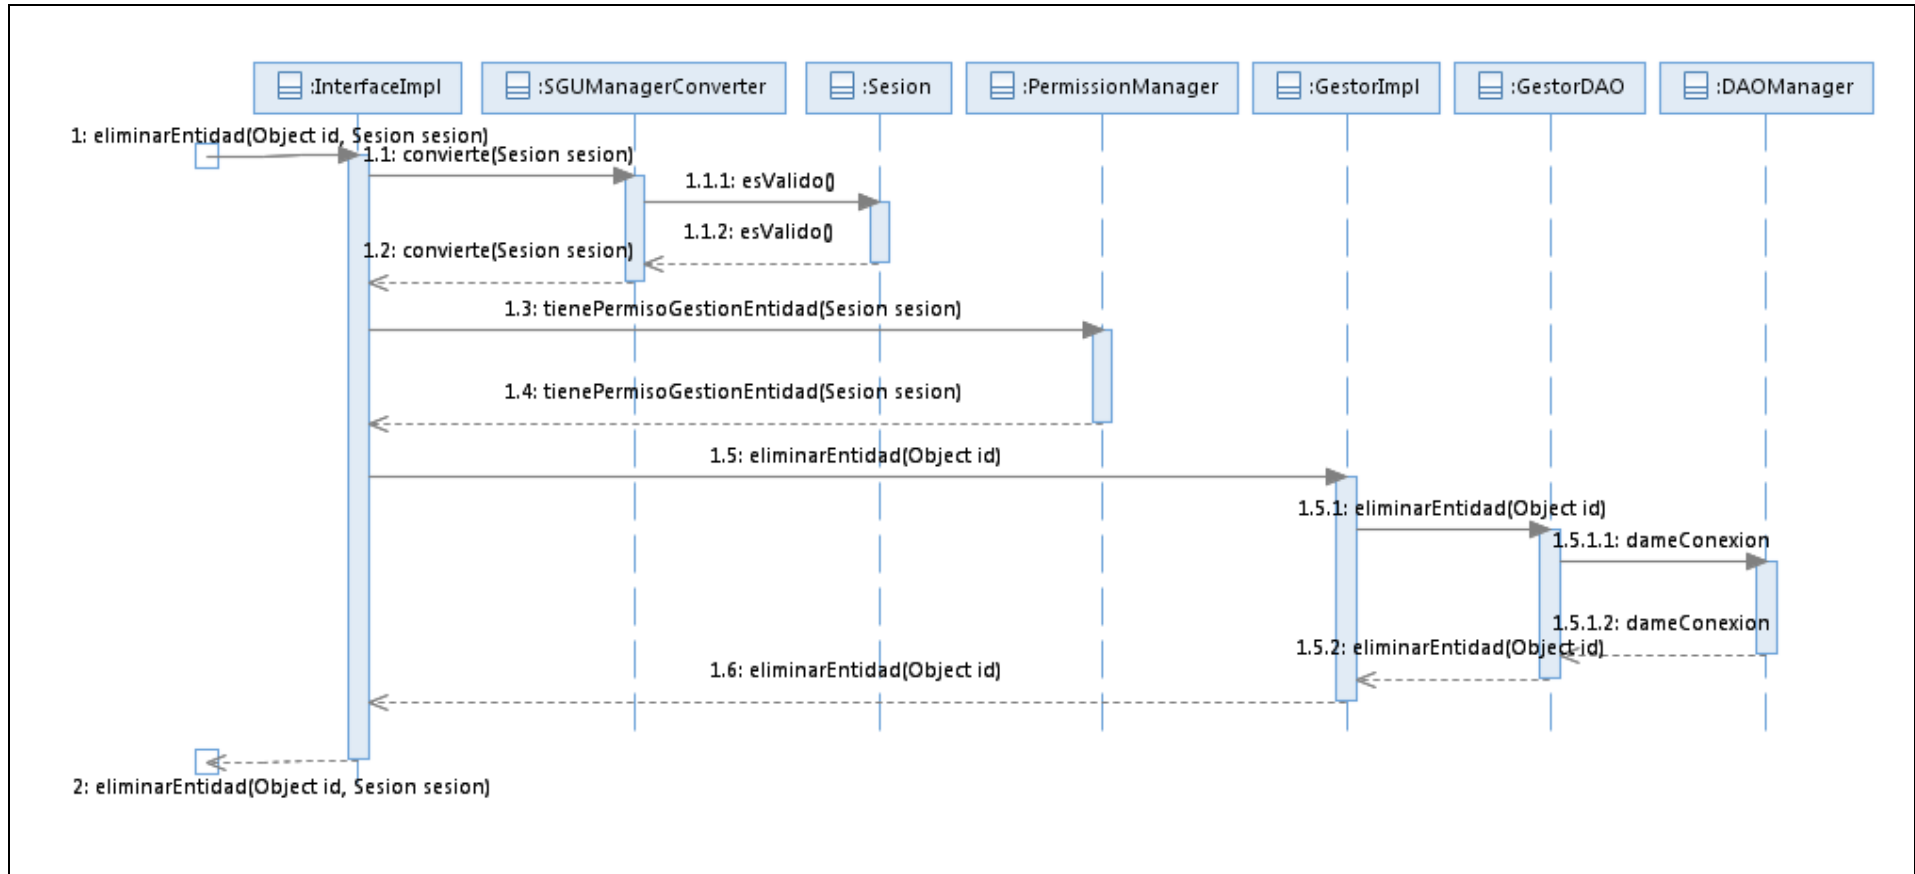 :InterfaceImpl
:SGUManagerConverter
:Sesion
:PermissionManager
:GestorImpl
:GestorDAO
:DAOManager
1: eliminarEntidad(Object id, Sesion sesion)
1.1: convierte(Sesion sesion)
1.1.1: esValido()
1.1.2: esValido()
1.2: convierte(Sesion sesion)
1.3: tienePermisoGestionEntidad(Sesion sesion)
1.4: tienePermisoGestionEntidad(Sesion sesion)
1.5: eliminarEntidad(Object id)
1.5.1: eliminarEntidad(Object id)
1.5.1.1: dameConexion
1.5.1.2: dameConexion
1.5.2: eliminarEntidad(Object id)
1.6: eliminarEntidad(Object id)
2: eliminarEntidad(Object id, Sesion sesion)